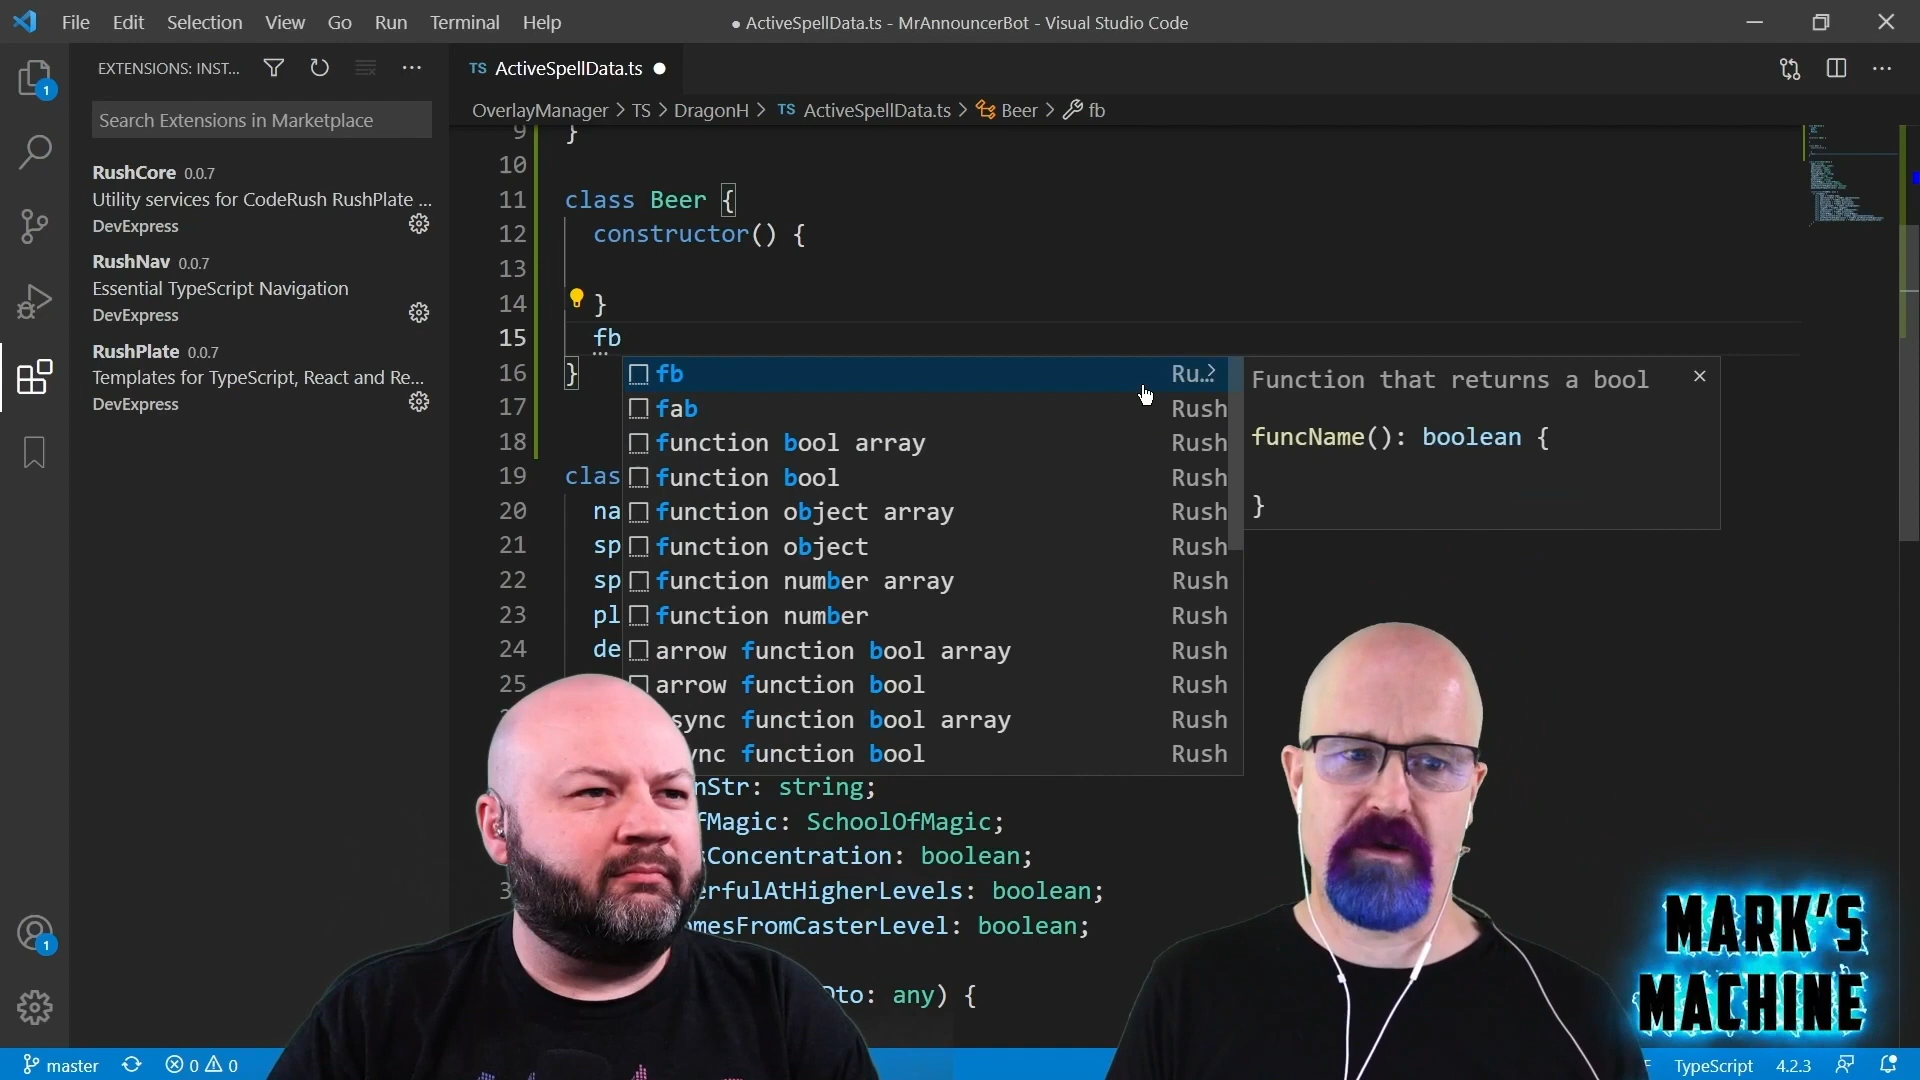 File Edit Selection View Go Run Terminal Help
● ActiveSpellData.ts - MrAnnouncerBot - Visual Studio Code
EXTENSIONS: INST...
Search Extensions in Marketplace
RushCore 0.0.7
Utility services for CodeRush RushPlate ...
DevExpress
RushNav 0.0.7
Essential TypeScript Navigation
DevExpress
RushPlate 0.0.7
Templates for TypeScript, React and Re...
DevExpress
1
1
TS ActiveSpellData.ts ●
OverlayManager > TS > DragonH > TS ActiveSpellData.ts > Beer > fb
9 }
10
11 class Beer {
12 constructor() {
13
14 }
15 fb
16 }
17
18
19 clas
20 na
21 sp
22 sp
23 pl
24 de
25
fb Ru...
fab Rush
function bool array Rush
function bool Rush
function object array Rush
function object Rush
function number array Rush
function number Rush
arrow function bool array Rush
arrow function bool Rush
sync function bool array Rush
ync function bool Rush
Function that returns a bool
funcName(): boolean {
}
nStr: string;
fMagic: SchoolOfMagic;
sConcentration: boolean;
erfulAtHigherLevels: boolean;
omesFromCasterLevel: boolean;
Dto: any) {
MARK'S
MACHINE
master 0 0
TypeScript 4.2.3